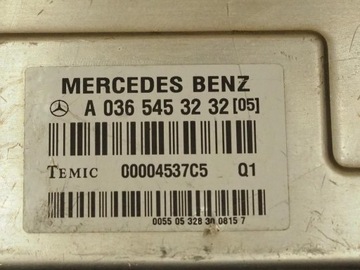 MERCEDES BENZ
A 036 545 32 32 [05]
TEMIC 00004537C5 Q1
0055 05 328 30 0815 7